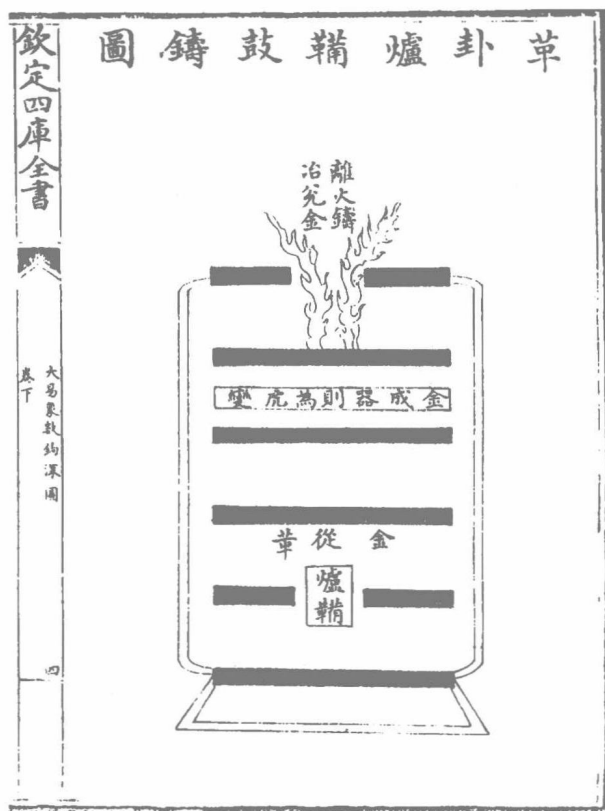 革卦爐鞴鼓鑄圖
離火鑄
冶兌金
金成器則為虎變
金從革
爐
鞴
欽定四庫全書
大易象數鈎深圖
卷下
四